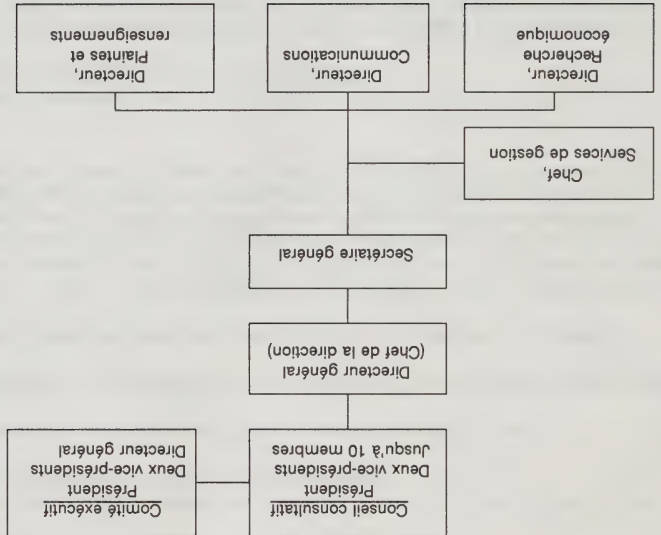 Conseil consultatif
Président
Deux vice-présidents
Jusqu'à 10 membres
Comité exécutif
Président
Deux vice-présidents
Directeur général
Directeur général
(Chef de la direction)
Secrétaire général
Chef,
Services de gestion
Directeur,
Recherche
économique
Directeur,
Communications
Directeur,
Plaintes et
renseignements